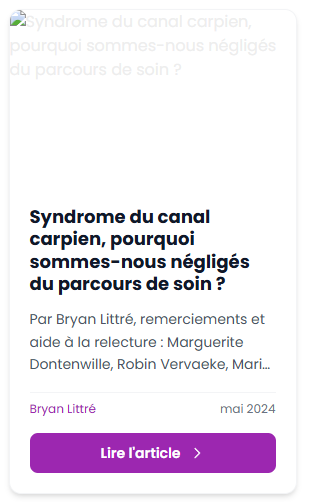 Syndrome du canal carpien,
pourquoi sommes-nous négligés
du parcours de soin ?
Syndrome du canal
carpien, pourquoi
sommes-nous négligés
du parcours de soin ?
Par Bryan Littré, remerciements et
aide à la relecture : Marguerite
Dontenwille, Robin Vervaeke, Mari...
Bryan Littré
mai 2024
Lire l'article